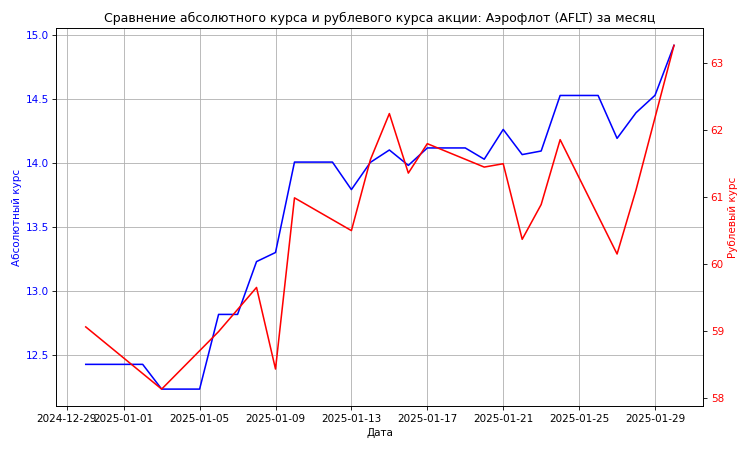 Сравнение абсолютного курса и рублевого курса акции: Аэрофлот (AFLT) за месяц
15.0
14.5
14.0
13.5
13.0
12.5
Абсолютный курс
63
62
61
60
59
58
Рублевый курс
2024-12-29 2025-01-01 2025-01-05 2025-01-09 2025-01-13 2025-01-17 2025-01-21 2025-01-25 2025-01-29
Дата